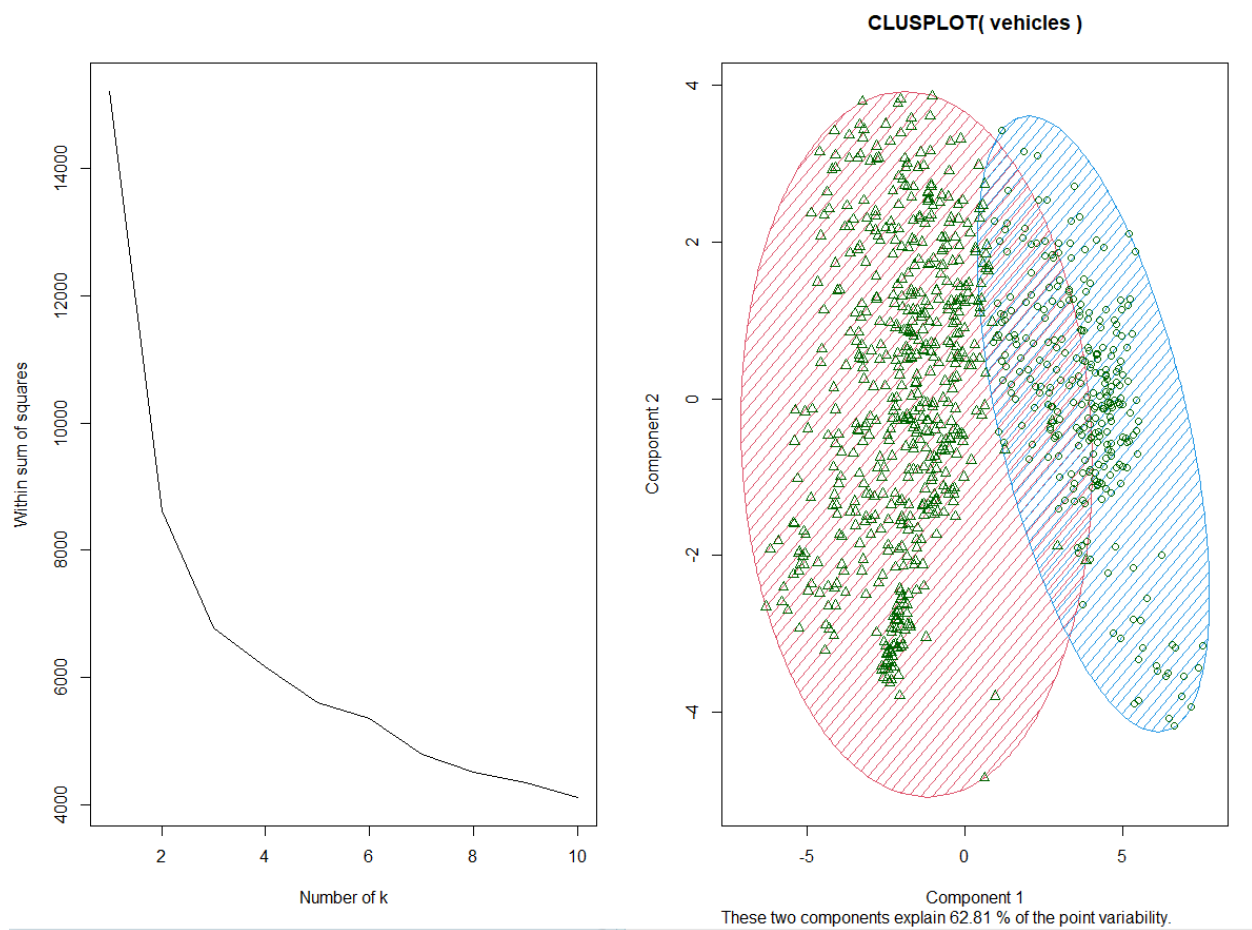 Within sum of squares
14000
12000
10000
8000
6000
4000
2 4 6 8 10
Number of k
CLUSPLOT( vehicles )
Component 2
4
2
0
-2
-4
-5 0 5
Component 1
These two components explain 62.81 % of the point variability.